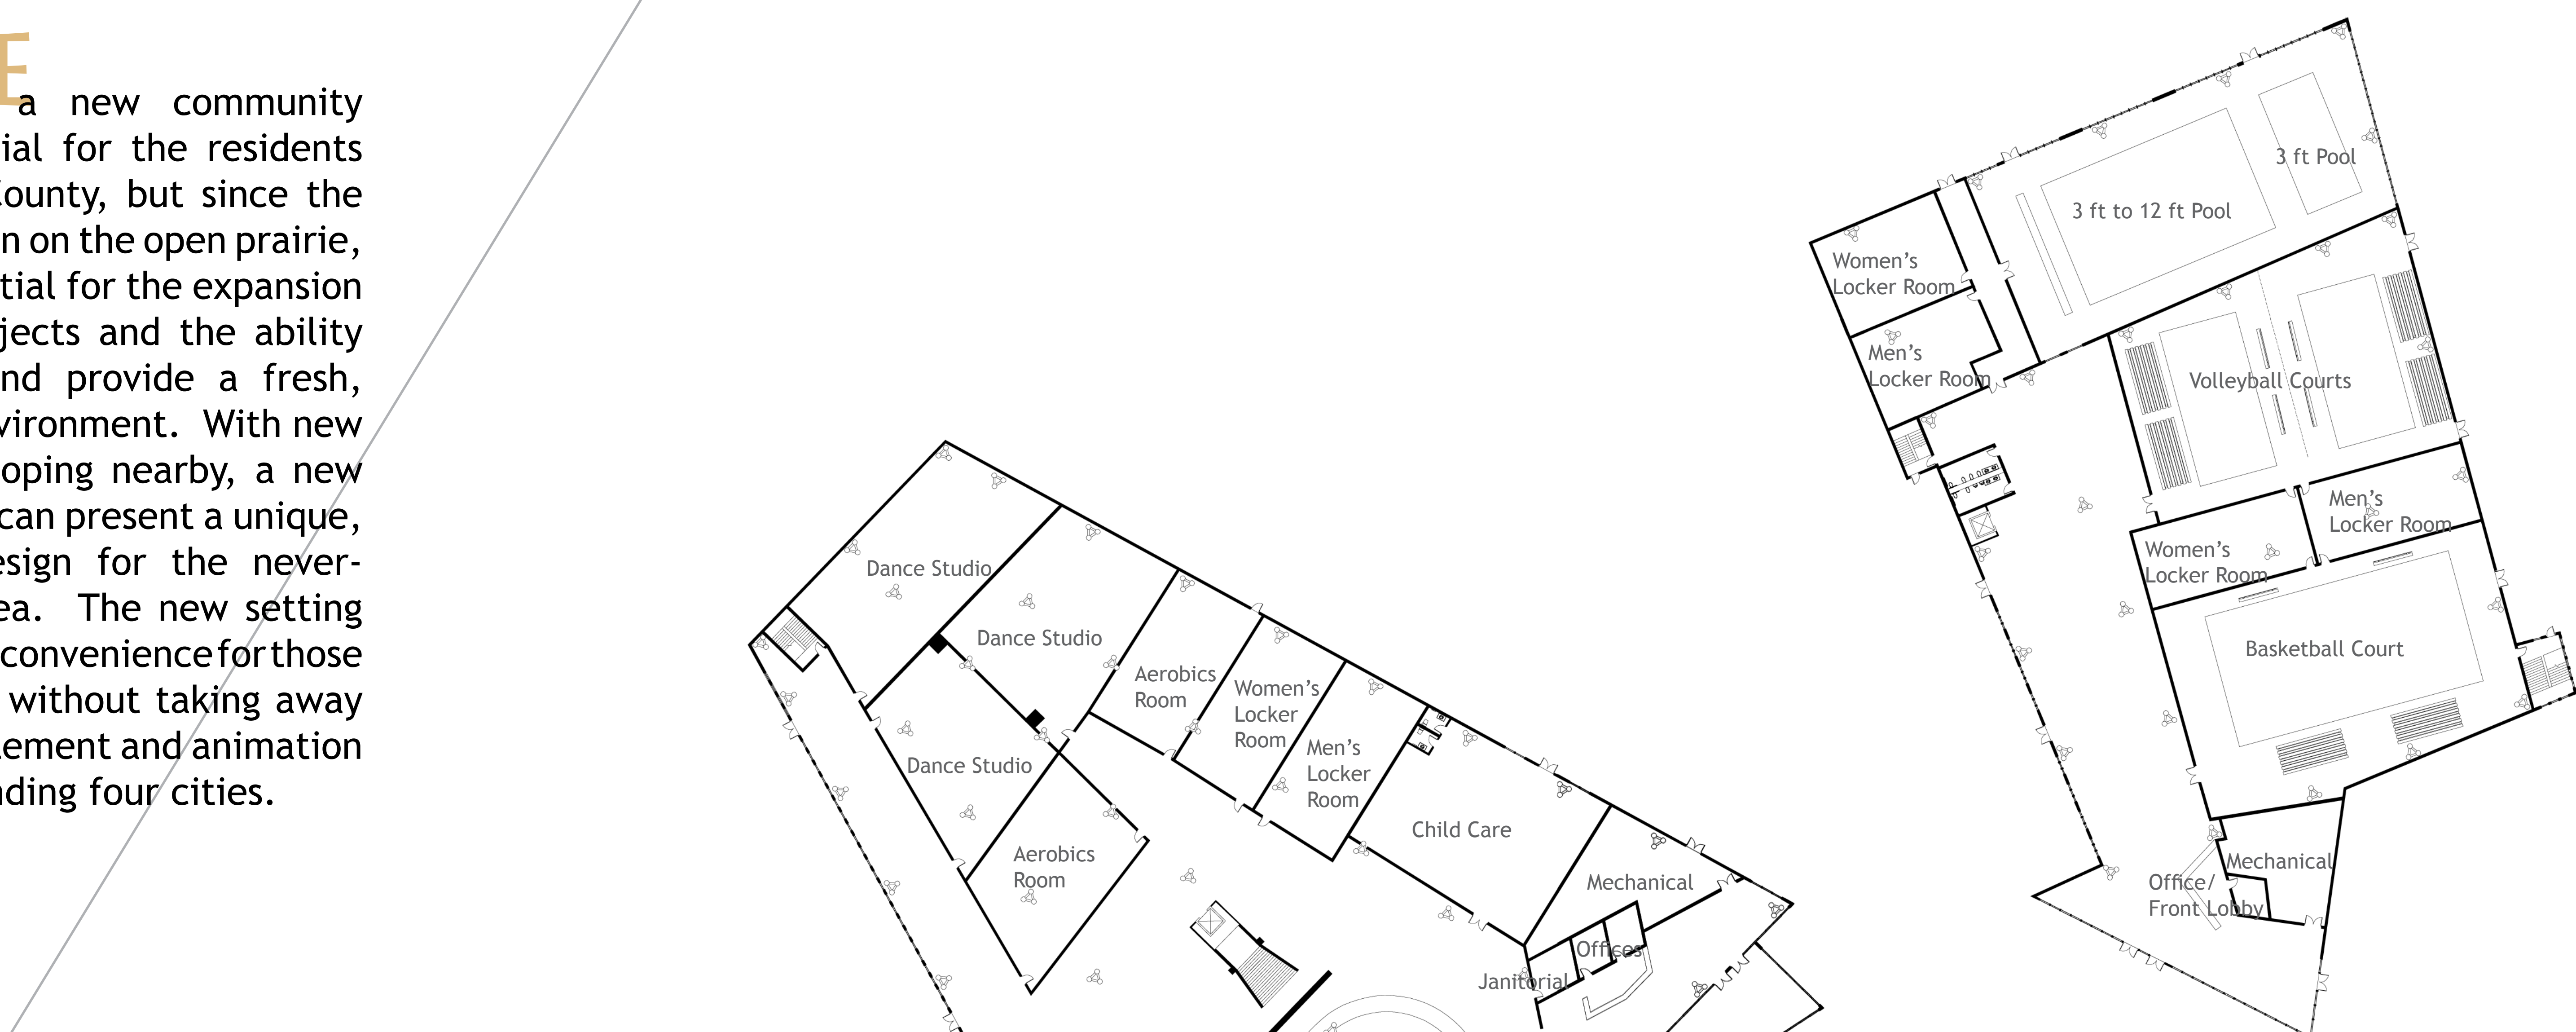 E
a new community
ial for the residents
County, but since the
n on the open prairie,
tial for the expansion
jects and the ability
nd provide a fresh,
vironment. With new
oping nearby, a new
can present a unique,
esign for the never-
ea. The new setting
convenience for those
without taking away
ement and animation
nding four cities.
Dance Studio
Dance Studio
Dance Studio
Aerobics
Room
Aerobics
Room
Women's
Locker
Room
Men's
Locker
Room
Child Care
Mechanical
Offices
Janitorial
3 ft Pool
3 ft to 12 ft Pool
Women's
Locker Room
Men's
Locker Room
Volleyball Courts
Men's
Locker Room
Women's
Locker Room
Basketball Court
Mechanical
Office/
Front Lobby